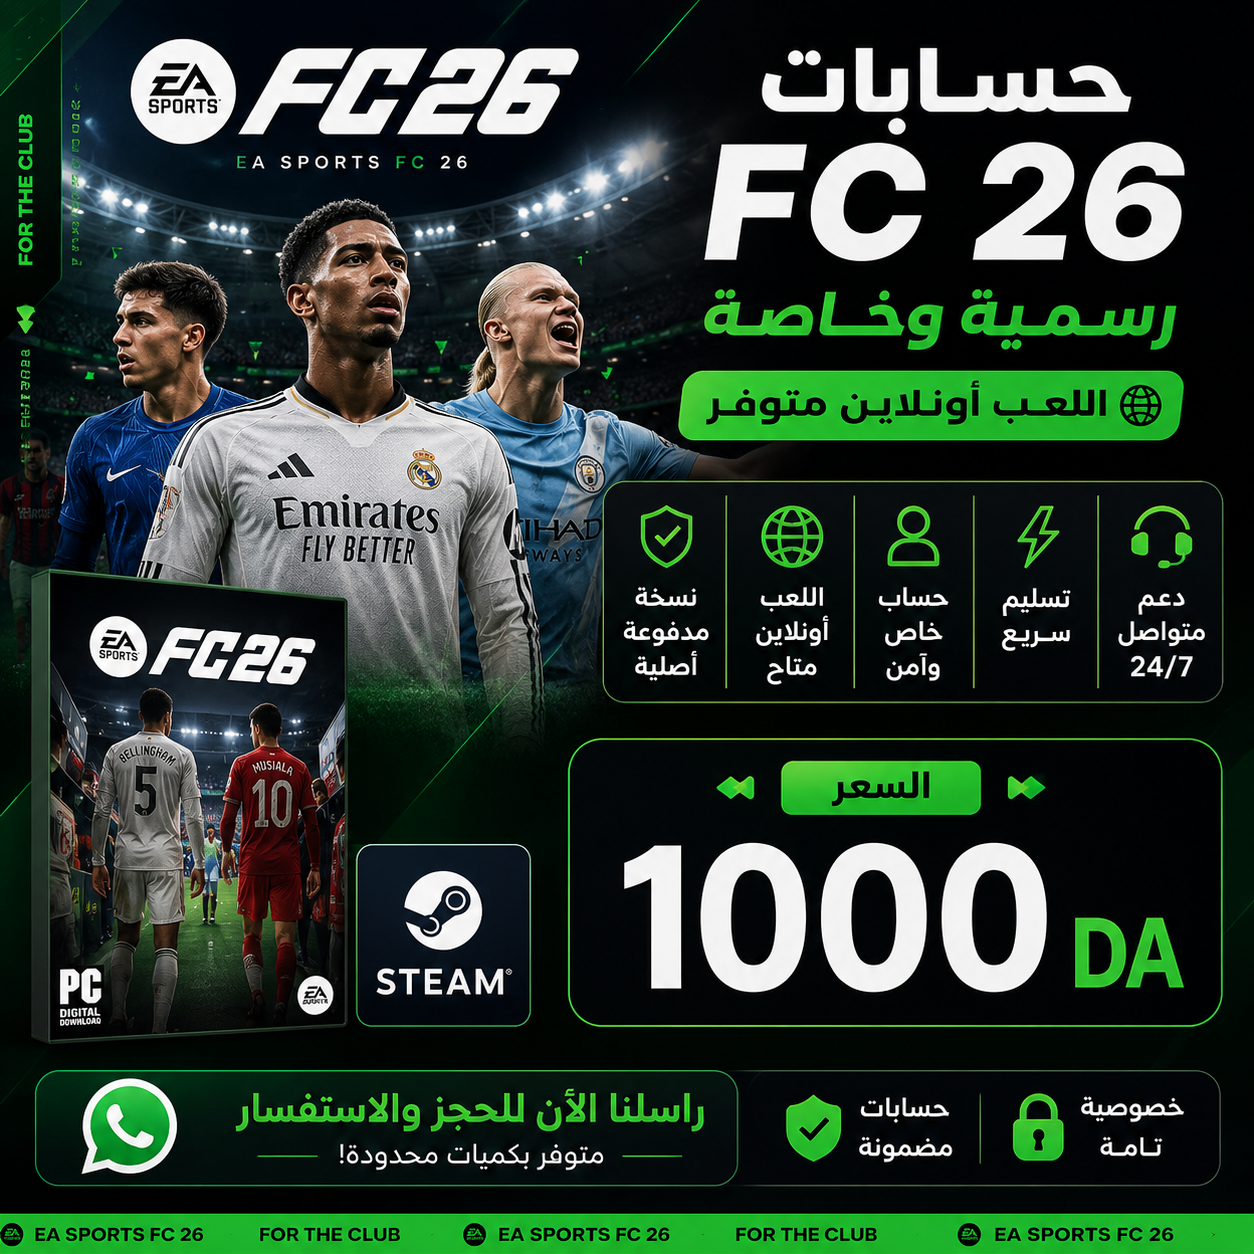 EA SPORTS
FC26
EA SPORTS FC 26
FOR THE CLUB
حسابات
FC 26
رسمية وخاصة
اللعب أونلاين متوفر
Emirates
FLY BETTER
دعم
متواصل
24/7
تسليم
سريع
حساب
خاص
وآمن
اللعب
أونلاين
متاح
نسخة
مدفوعة
أصلية
EA SPORTS
FC26
BELLINGHAM
5
MUSIALA
10
PC
DIGITAL
DOWNLOAD
EA
STEAM®
السعر
1000 DA
راسلنا الأن للحجز والاستفسار
متوفر بكميات محدودة!
خصوصية
تامة
حسابات
مضمونة
EA SPORTS FC 26 FOR THE CLUB EA SPORTS FC 26 FOR THE CLUB EA SPORTS FC 26